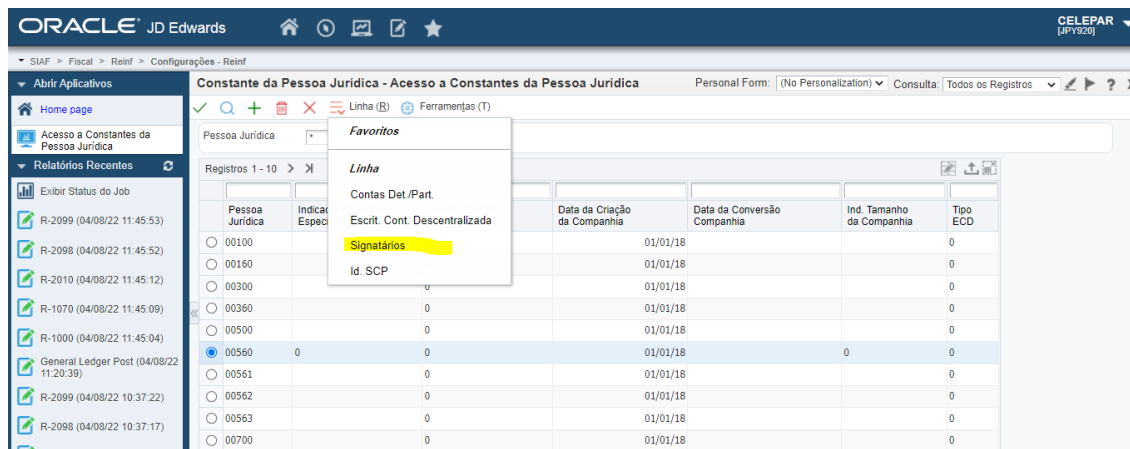 ORACLE® JD Edwards
CELEPAR
[JPY920]
SIAF > Fiscal > Reinf > Configurações - Reinf
Abrir Aplicativos
Home page
Acesso a Constantes da
Pessoa Jurídica
Relatórios Recentes
Exibir Status do Job
R-2099 (04/08/22 11:45:53)
R-2098 (04/08/22 11:45:52)
R-2010 (04/08/22 11:45:12)
R-1070 (04/08/22 11:45:09)
R-1000 (04/08/22 11:45:04)
General Ledger Post (04/08/22
11:20:39)
R-2099 (04/08/22 10:37:22)
R-2098 (04/08/22 10:37:17)
Constante da Pessoa Jurídica - Acesso a Constantes da Pessoa Jurídica
Personal Form: (No Personalization) Consulta: Todos os Registros
Linha (R) Ferramentas (T)
Pessoa Jurídica *
Favoritos
Linha
Contas Det./Part.
Escrit. Cont. Descentralizada
Signatários
Id. SCP
Registros 1 - 10
Pessoa
Jurídica
Data da Criação
da Companhia
Data da Conversão
Companhia
Ind. Tamanho
da Companhia
Tipo
ECD
00100 01/01/18 0
00160 01/01/18 0
00300 0 01/01/18 0
00360 0 01/01/18 0
00500 0 01/01/18 0
00560 0 0 01/01/18 0 0
00561 0 01/01/18 0
00562 0 01/01/18 0
00563 0 01/01/18 0
00700 0 01/01/18 0